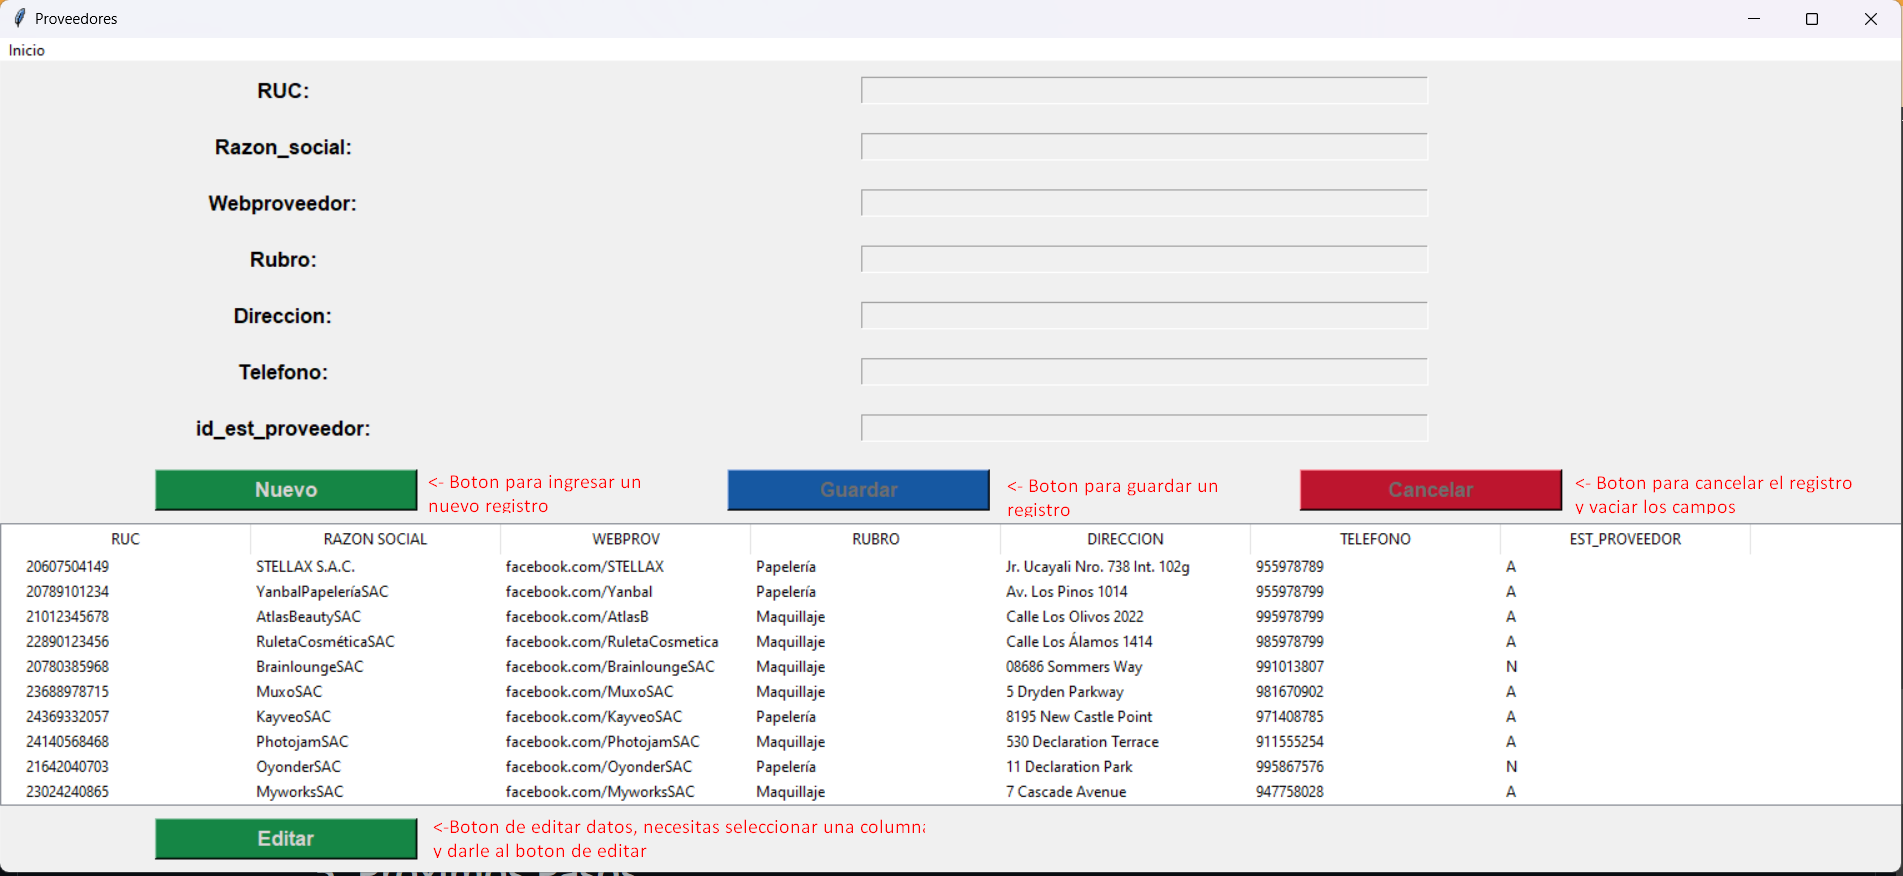 Proveedores
Inicio
RUC:
Razon_social:
Webproveedor:
Rubro:
Direccion:
Telefono:
id_est_proveedor:
Nuevo
<- Boton para ingresar un
nuevo registro
Guardar
<- Boton para guardar un
registro
Cancelar
<- Boton para cancelar el registro
y vaciar los campos
RUC RAZON SOCIAL WEBPROV RUBRO DIRECCION TELEFONO EST_PROVEEDOR
20607504149 STELLAX S.A.C. facebook.com/STELLAX Papelería Jr. Ucayali Nro. 738 Int. 102g 955978789 A
20789101234 YanbalPapeleríaSAC facebook.com/Yanbal Papelería Av. Los Pinos 1014 955978799 A
21012345678 AtlasBeautySAC facebook.com/AtlasB Maquillaje Calle Los Olivos 2022 995978799 A
22890123456 RuletaCosméticaSAC facebook.com/RuletaCosmetica Maquillaje Calle Los Álamos 1414 985978799 A
20780385968 BrainloungeSAC facebook.com/BrainloungeSAC Maquillaje 08686 Sommers Way 991013807 N
23688978715 MuxoSAC facebook.com/MuxoSAC Maquillaje 5 Dryden Parkway 981670902 A
24369332057 KayveoSAC facebook.com/KayveoSAC Papelería 8195 New Castle Point 971408785 A
24140568468 PhotojamSAC facebook.com/PhotojamSAC Maquillaje 530 Declaration Terrace 911555254 A
21642040703 OyonderSAC facebook.com/OyonderSAC Papelería 11 Declaration Park 995867576 N
23024240865 MyworksSAC facebook.com/MyworksSAC Maquillaje 7 Cascade Avenue 947758028 A
Editar
<-Boton de editar datos, necesitas seleccionar una columna
y darle al boton de editar